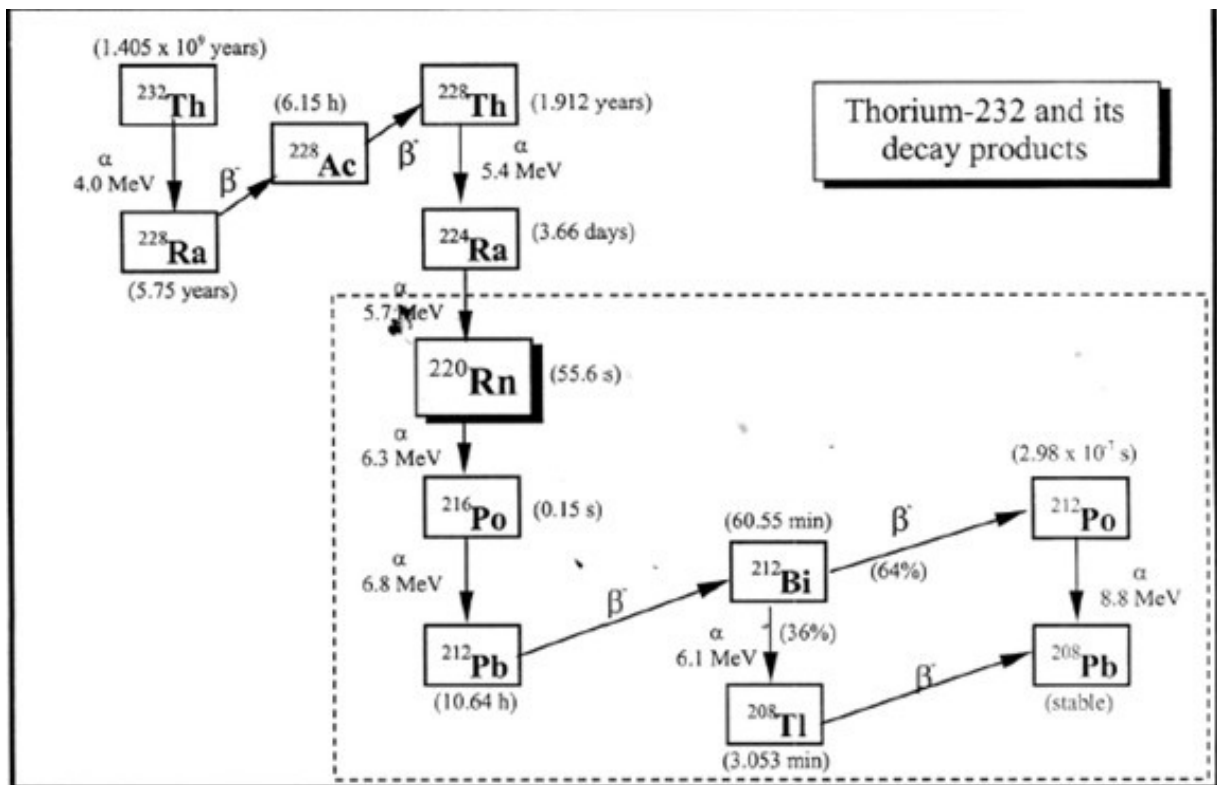 (1.405 x 10⁹ years)
²³²Th
(6.15 h)
²²⁸Th
(1.912 years)
Thorium-232 and its
decay products
²²⁸Ac
α
4.0 MeV
β⁻
β⁻
α
5.4 MeV
²²⁸Ra
(5.75 years)
²²⁴Ra
(3.66 days)
α
5.7 MeV
²²⁰Rn
(55.6 s)
α
6.3 MeV
²¹⁶Po
(0.15 s)
α
6.8 MeV
²¹²Pb
(10.64 h)
β⁻
(60.55 min)
²¹²Bi
β⁻
(64%)
(2.98 x 10⁻⁷ s)
²¹²Po
α
8.8 MeV
α
6.1 MeV
(36%)
²⁰⁸Tl
(3.053 min)
β⁻
²⁰⁸Pb
(stable)